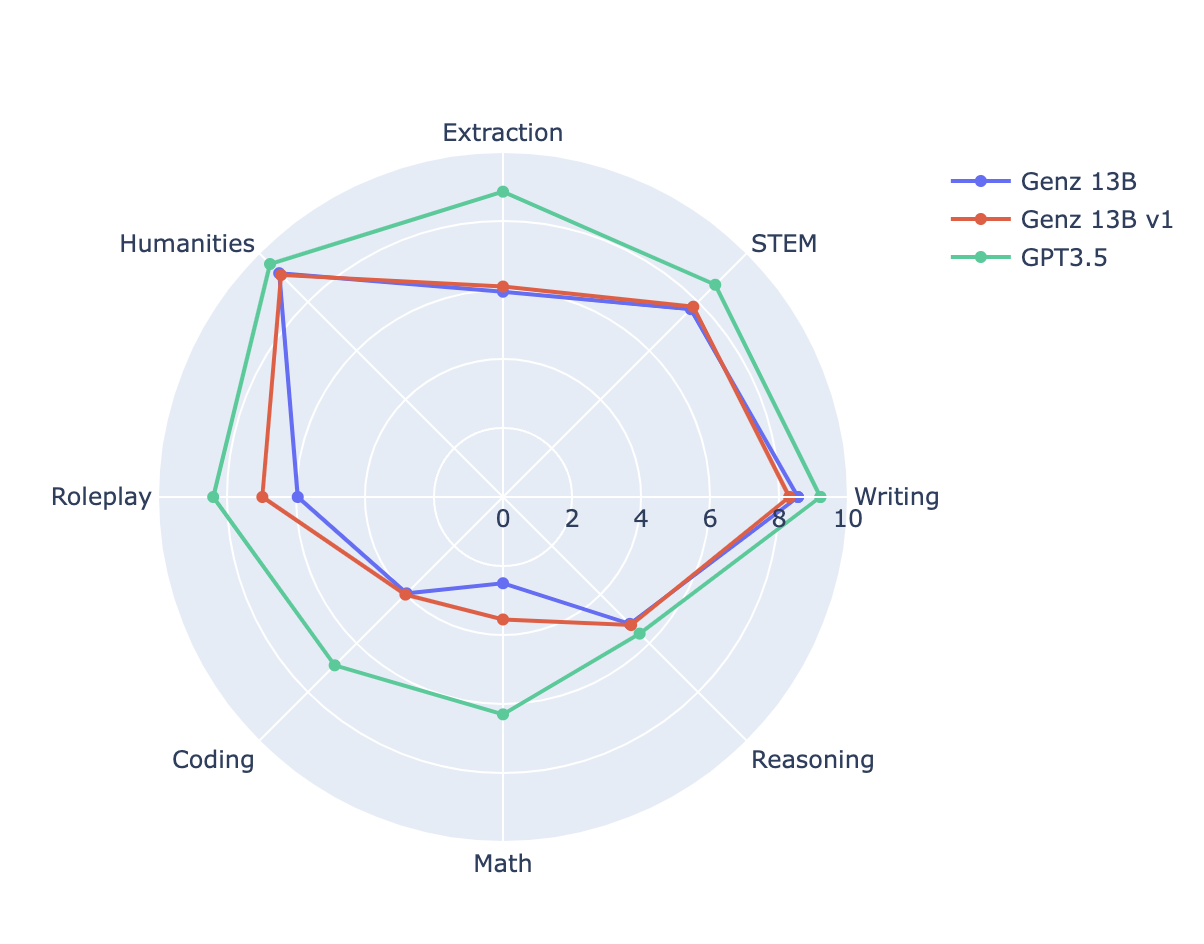 Extraction
Genz 13B
Genz 13B v1
GPT3.5
Humanities
STEM
Roleplay
Writing
0 2 4 6 8 10
Coding
Reasoning
Math